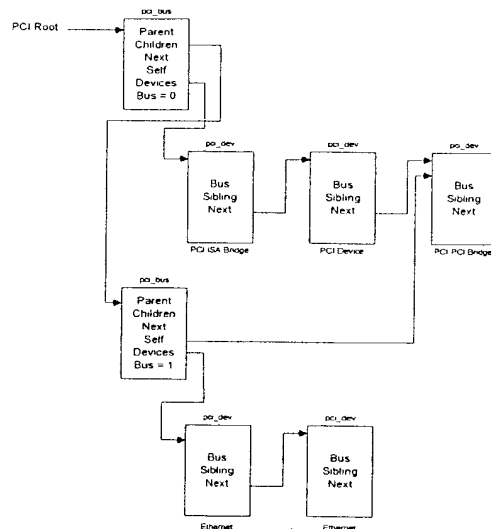 pci_bus
PCI Root
Parent
Children
Next
Self
Devices
Bus = 0
pci_dev
pci_dev
pci_dev
Bus
Sibling
Next
Bus
Sibling
Next
Bus
Sibling
Next
PCI ISA Bridge
PCI Device
PCI PCI Bridge
pci_bus
Parent
Children
Next
Self
Devices
Bus = 1
pci_dev
pci_dev
Bus
Sibling
Next
Bus
Sibling
Next
Ethernet
Ethernet